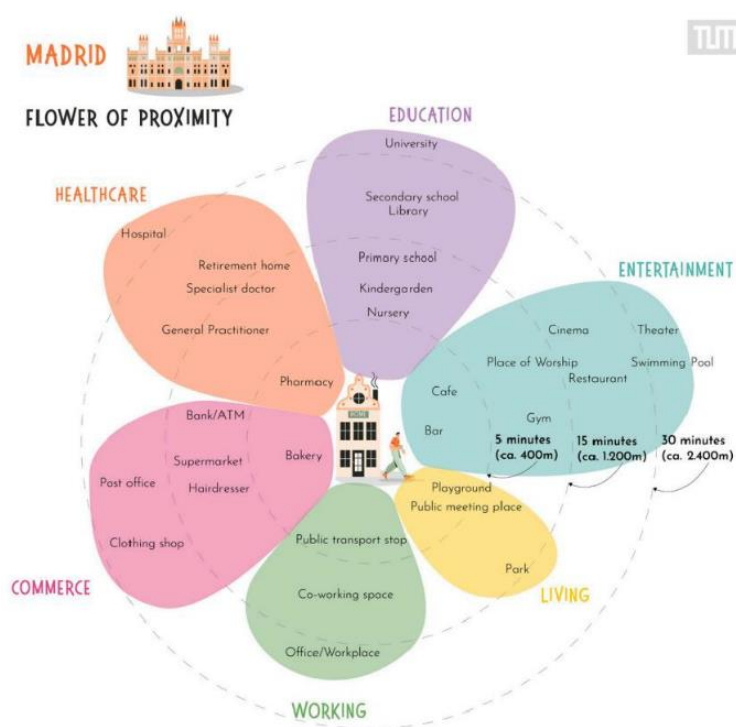 MADRID
TUM
FLOWER OF PROXIMITY
EDUCATION
University
HEALTHCARE
Secondary school
Library
Hospital
Primary school
Retirement home
Specialist doctor
Kindergarden
Nursery
General Practitioner
Pharmacy
ENTERTAINMENT
Cinema
Theater
Place of Worship
Swimming Pool
Restaurant
Cafe
Gym
Bar
5 minutes
(ca. 400m)
15 minutes
(ca. 1.200m)
30 minutes
(ca. 2.400m)
HOME
Bank/ATM
Bakery
Supermarket
Post office
Hairdresser
Clothing shop
COMMERCE
Playground
Public meeting place
Park
LIVING
Public transport stop
Co-working space
Office/Workplace
WORKING